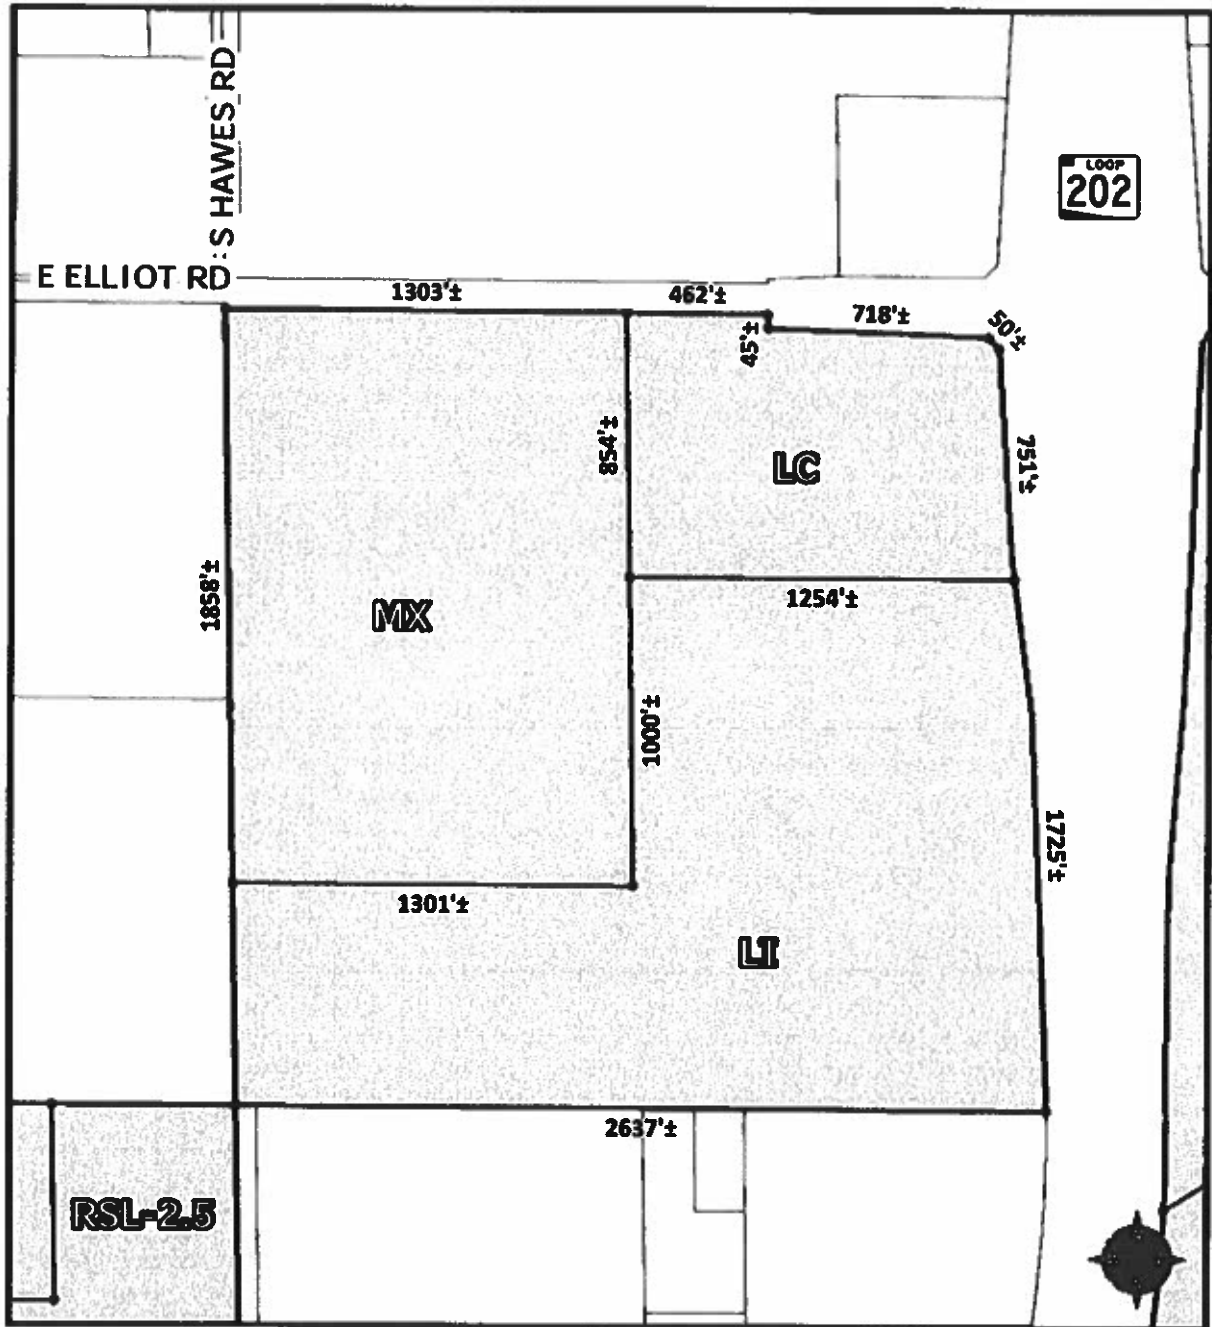 S HAWES RD
LOOP
202
E ELLIOT RD
1303'±
462'±
718'±
50'±
45'±
854'±
LC
751'±
1858'±
MX
1254'±
1000'±
1725'±
1301'±
LI
2637'±
RSL-2.5